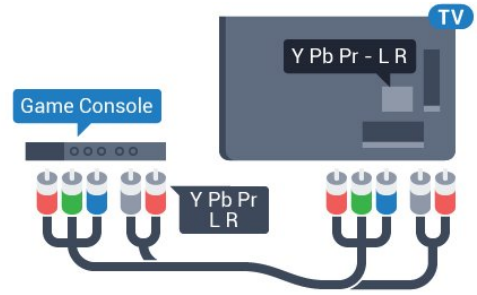 TV
Y Pb Pr - L R
Game Console
Y Pb Pr
L R